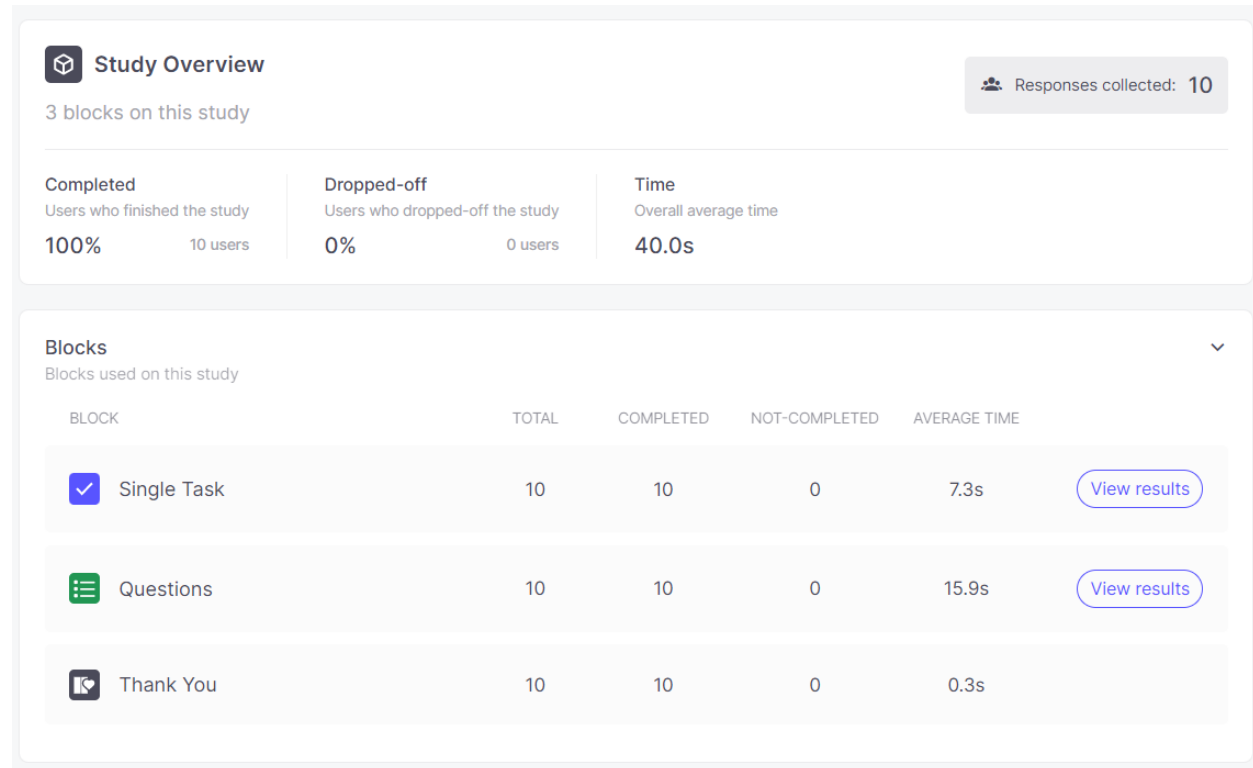 Study Overview
Responses collected: 10
3 blocks on this study
Completed Dropped-off Time
Users who finished the study Users who dropped-off the study Overall average time
100% 10 users 0% 0 users 40.0s
Blocks
Blocks used on this study
BLOCK TOTAL COMPLETED NOT-COMPLETED AVERAGE TIME
Single Task 10 10 0 7.3s View results
Questions 10 10 0 15.9s View results
Thank You 10 10 0 0.3s